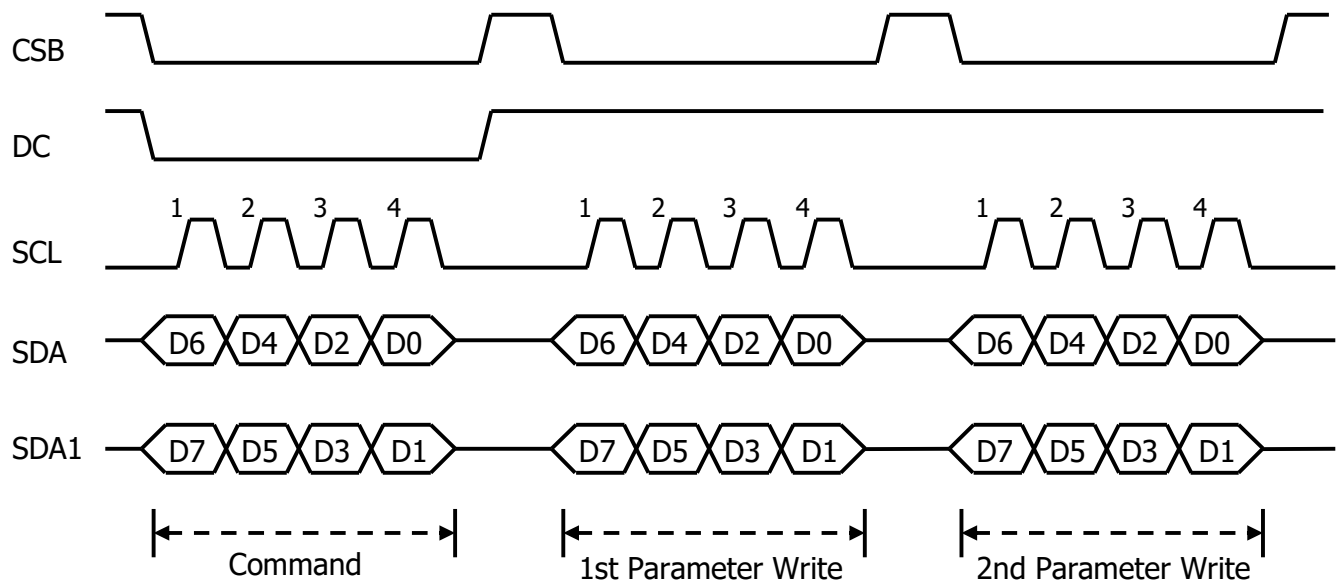 CSB
DC
1 2 3 4 1 2 3 4 1 2 3 4
SCL
SDA D6 D4 D2 D0 D6 D4 D2 D0 D6 D4 D2 D0
SDA1 D7 D5 D3 D1 D7 D5 D3 D1 D7 D5 D3 D1
Command 1st Parameter Write 2nd Parameter Write